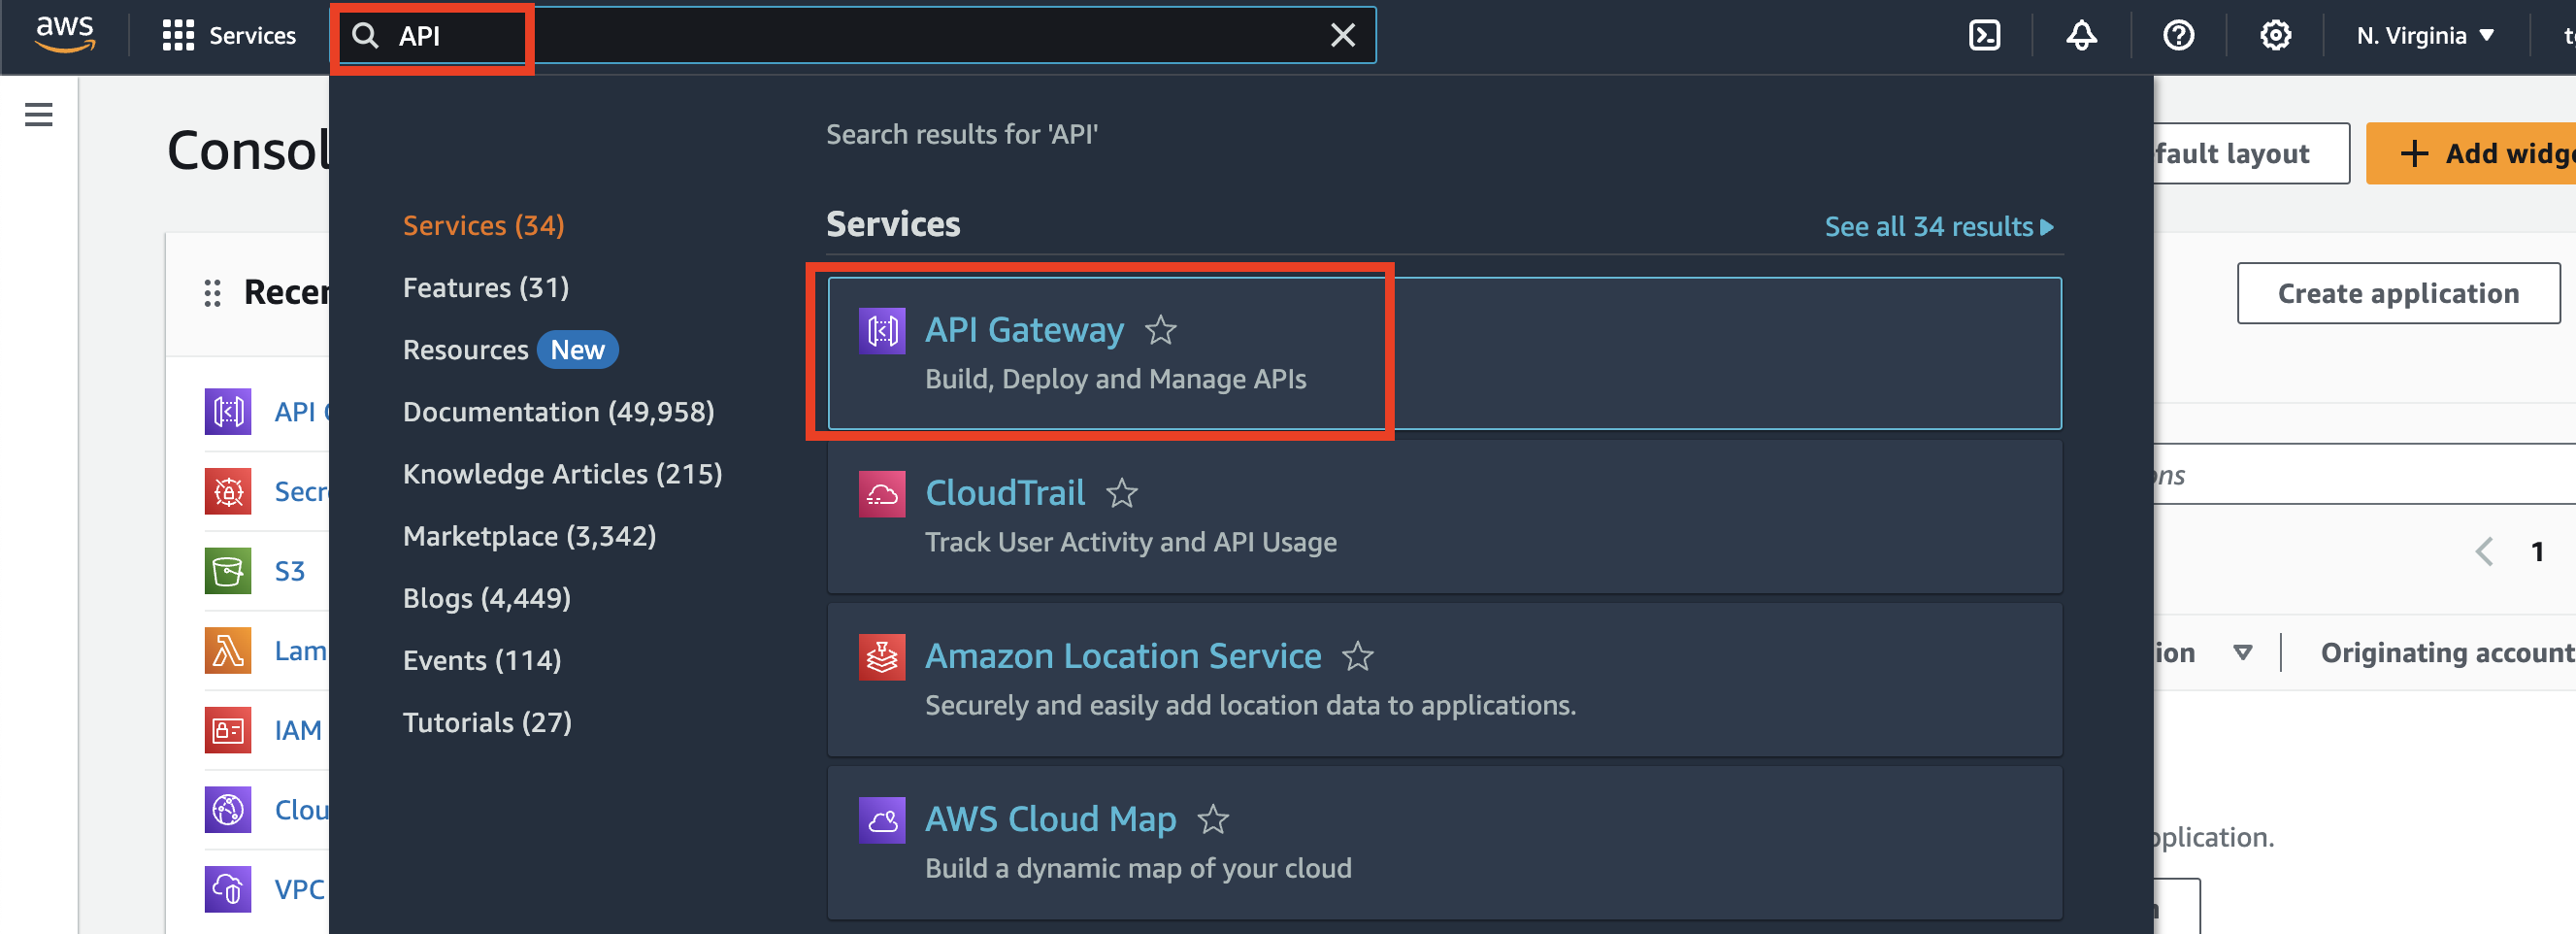 aws
Services
API
N. Virginia
Search results for 'API'
Services (34)
Features (31)
Resources New
Documentation (49,958)
Knowledge Articles (215)
Marketplace (3,342)
Blogs (4,449)
Events (114)
Tutorials (27)
Services
See all 34 results
API Gateway
Build, Deploy and Manage APIs
CloudTrail
Track User Activity and API Usage
Amazon Location Service
Securely and easily add location data to applications.
AWS Cloud Map
Build a dynamic map of your cloud
Consol
Recen
API
Secr
S3
Lam
IAM
Clou
VPC
fault layout
Add widg
Create application
ns
1
ion
Originating account
plication.